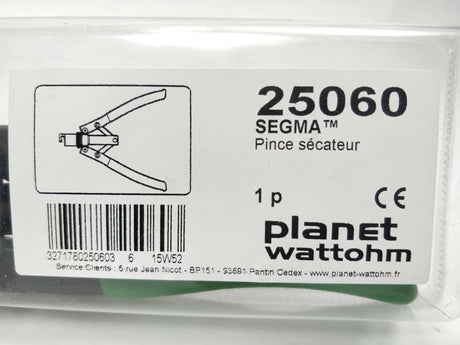 25060
SEGMA™
Pince sécateur
1 p CE
planet
wattohm
3271780250603 6 15W52
Service Clients : 5 rue Jean Nicot - BP151 - 93691 Pantin Cedex - www.planet-wattohm.fr